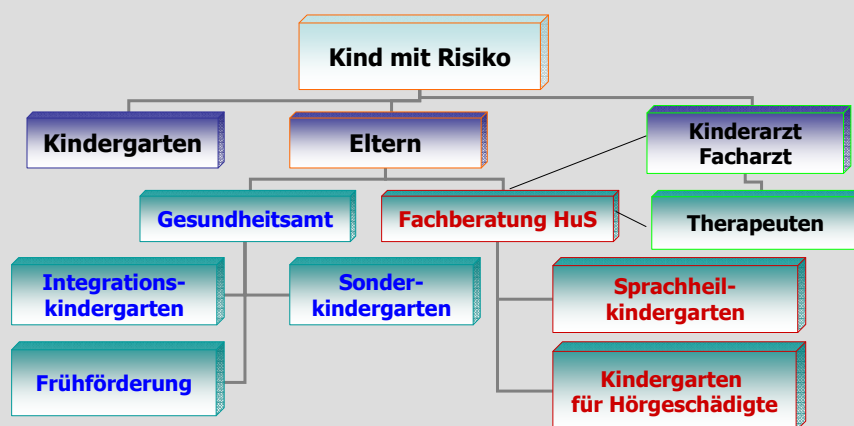 Kind mit Risiko
Kindergarten
Eltern
Kinderarzt
Facharzt
Gesundheitsamt
Fachberatung HuS
Therapeuten
Integrations-
kindergarten
Sonder-
kindergarten
Sprachheil-
kindergarten
Frühförderung
Kindergarten
für Hörgeschädigte